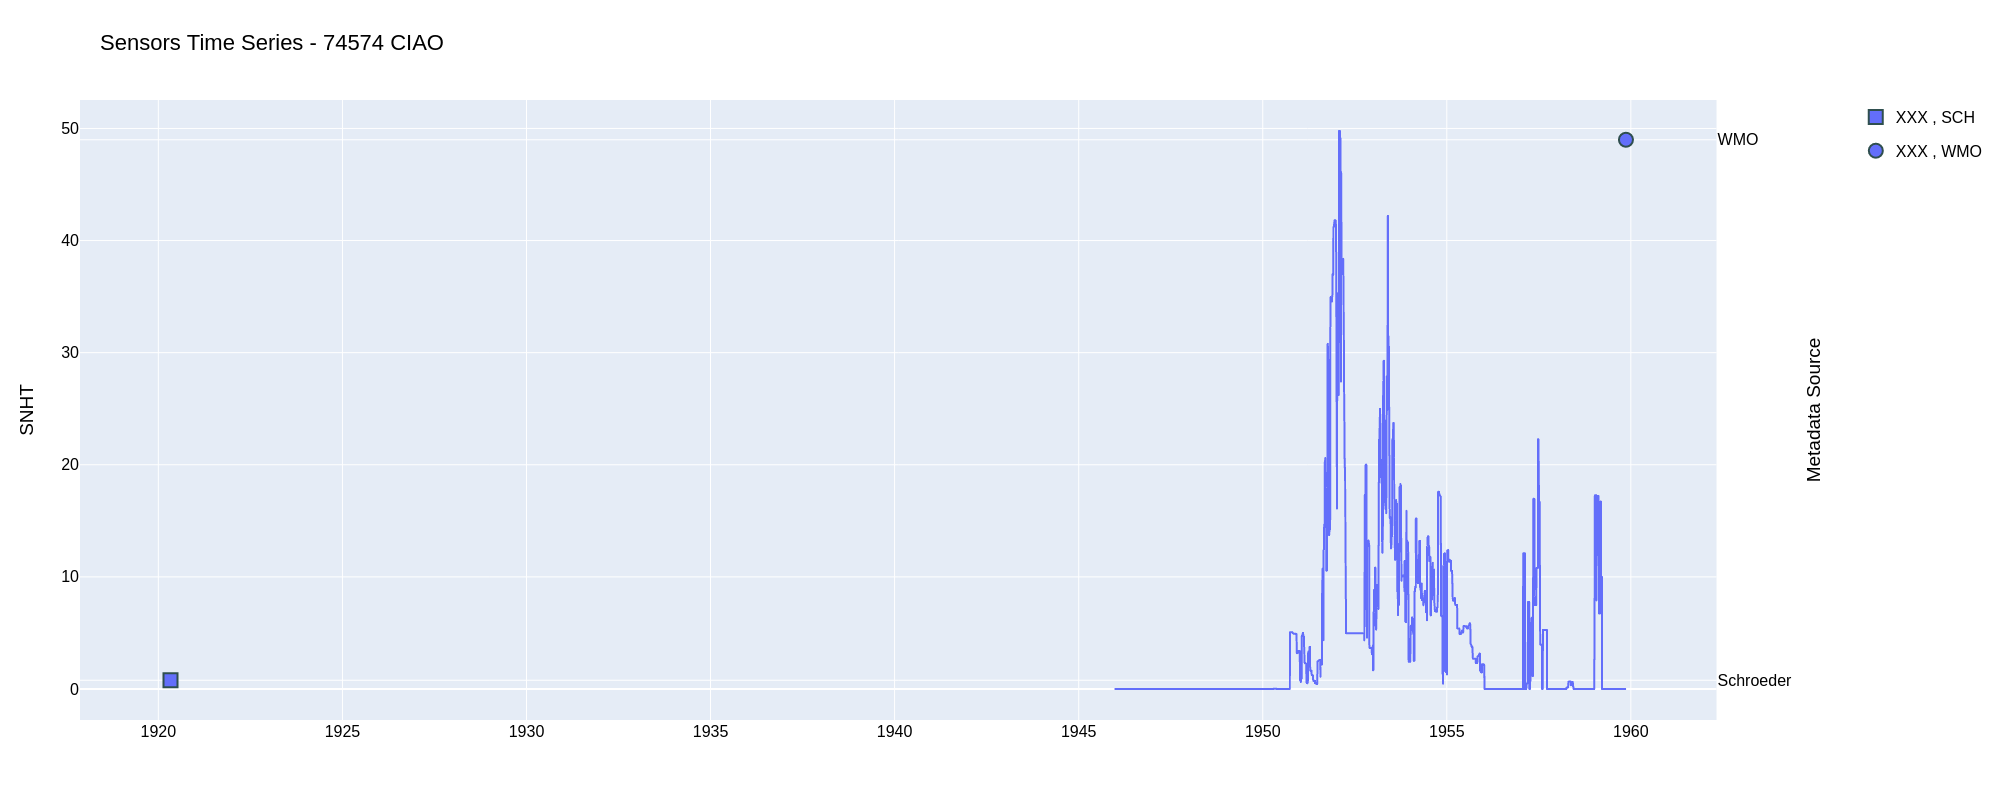 Sensors Time Series - 74574 CIAO
XXX , SCH
XXX , WMO
50
40
30
20
10
0
SNHT
WMO
Schroeder
Metadata Source
1920
1925
1930
1935
1940
1945
1950
1955
1960